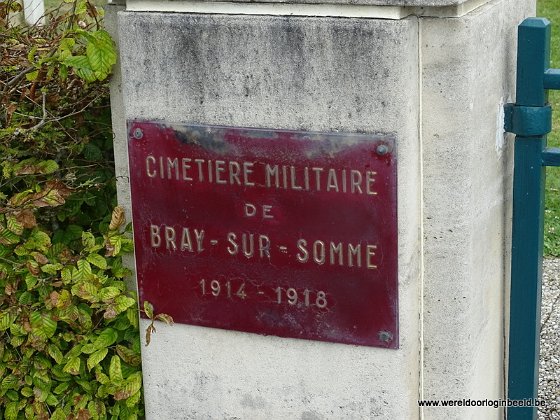 CIMETIERE MILITAIRE
DE
BRAY - SUR - SOMME
1914 - 1918
www.wereldoorloginbeeld.be